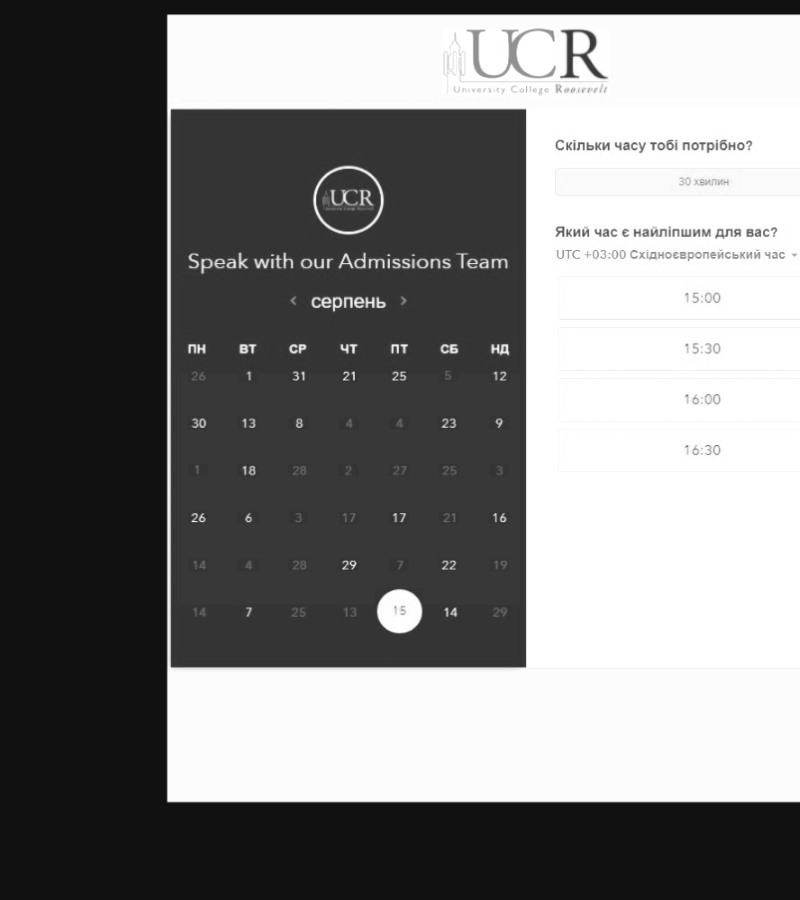 UCR
University College Roosevelt
UCR
Speak with our Admissions Team
серпень
ПН ВТ СР ЧТ ПТ СБ НД
26 1 31 21 25 5 12
30 13 8 4 4 23 9
1 18 28 2 27 25 3
26 6 3 17 17 21 16
14 4 28 29 7 22 19
14 7 25 13 15 14 29
Скільки часу тобі потрібно?
30 хвилин
Який час є найліпшим для вас?
UTC +03:00 Східноєвропейський час
15:00
15:30
16:00
16:30